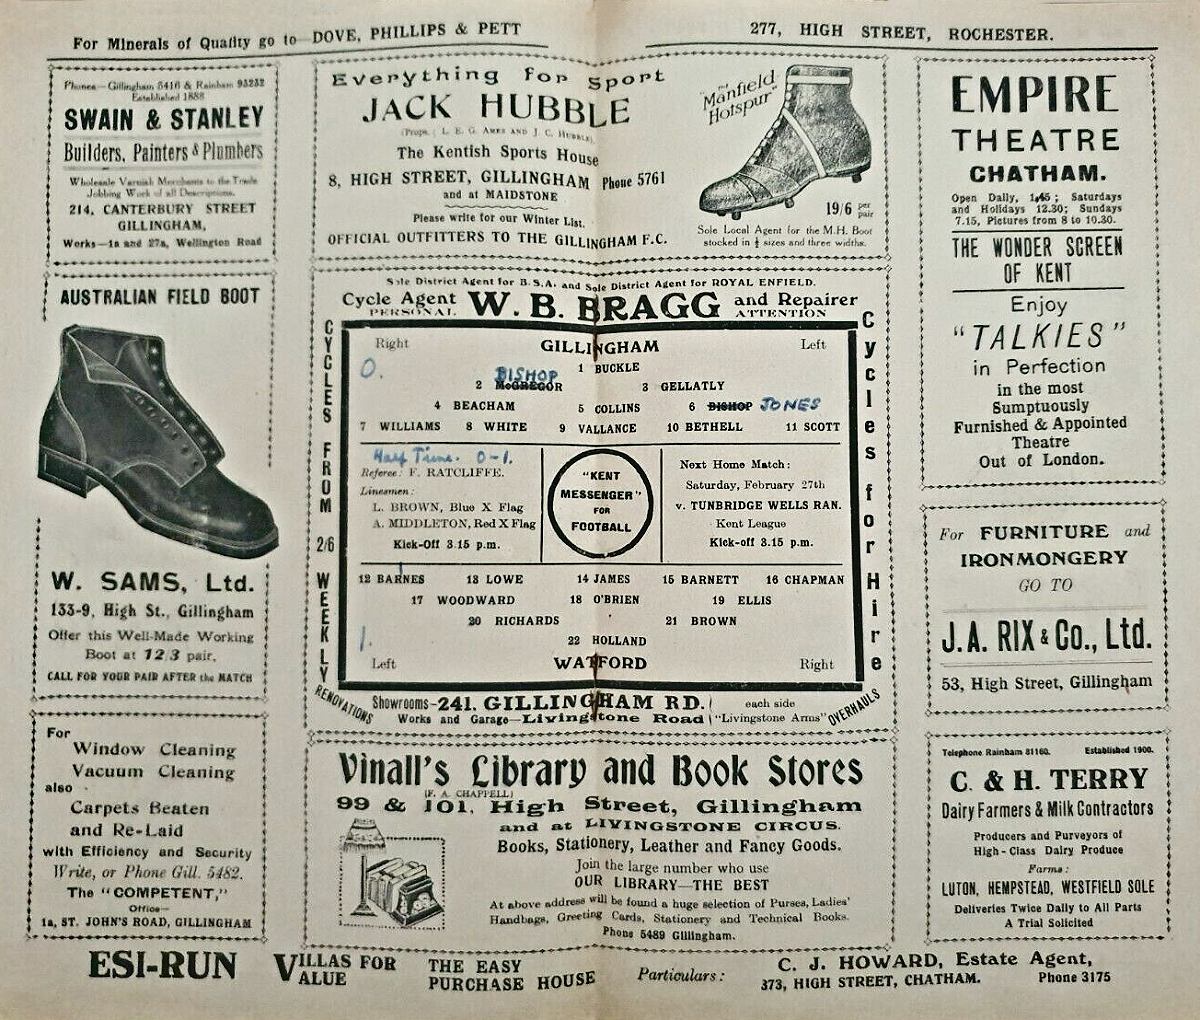 For Minerals of Quality go to DOVE, PHILLIPS & PETT
277, HIGH STREET, ROCHESTER.
Phones—Gillingham 5416 & Rainham 93232
Established 1888
SWAIN & STANLEY
Builders, Painters & Plumbers
Wholesale Varnish Merchants to the Trade
Jobbing Work of all Descriptions.
214, CANTERBURY STREET
GILLINGHAM,
Works—1a and 27a, Wellington Road
AUSTRALIAN FIELD BOOT
W. SAMS, Ltd.
133-9, High St., Gillingham
Offer this Well-Made Working
Boot at 12/3 pair.
CALL FOR YOUR PAIR AFTER the MATCH
For
Window Cleaning
Vacuum Cleaning
also
Carpets Beaten
and Re-Laid
with Efficiency and Security
Write, or Phone Gill. 5482.
The "COMPETENT,"
Office—
1a, ST. JOHN'S ROAD, GILLINGHAM
Everything for Sport
JACK HUBBLE
(Props.: L. E. G. AMES AND J. C. HUBBLE)
The Kentish Sports House
8, HIGH STREET, GILLINGHAM Phone 5761
and at MAIDSTONE
Please write for our Winter List.
OFFICIAL OUTFITTERS TO THE GILLINGHAM F.C.
The
"Manfield
Hotspur"
19/6 per pair
Sole Local Agent for the M.H. Boot
stocked in ½ sizes and three widths.
Sole District Agent for B.S.A. and Sole District Agent for ROYAL ENFIELD.
Cycle Agent W. B. BRAGG and Repairer
PERSONAL ATTENTION
CYCLES FROM 2/6 WEEKLY
Cycles for Hire
Right GILLINGHAM Left
0. 1 BUCKLE
BISHOP
2 McGREGOR 3 GELLATLY
4 BEACHAM 5 COLLINS 6 BISHOP JONES
7 WILLIAMS 8 WHITE 9 VALLANCE 10 BETHELL 11 SCOTT
Half Time. 0-1.
Referee: F. RATCLIFFE.
Linesmen:
L. BROWN, Blue X Flag
A. MIDDLETON, Red X Flag
Kick-Off 3.15 p.m.
"KENT
MESSENGER"
FOR
FOOTBALL
Next Home Match:
Saturday, February 27th
v. TUNBRIDGE WELLS RAN.
Kent League
Kick-off 3.15 p.m.
12 BARNES 13 LOWE 14 JAMES 15 BARNETT 16 CHAPMAN
17 WOODWARD 18 O'BRIEN 19 ELLIS
20 RICHARDS 21 BROWN
1. 22 HOLLAND
Left WATFORD Right
RENOVATIONS
Showrooms—241, GILLINGHAM RD. each side
Works and Garage—Livingstone Road "Livingstone Arms"
OVERHAULS
Vinall's Library and Book Stores
(F. A. CHAPPELL)
99 & 101, High Street, Gillingham
and at LIVINGSTONE CIRCUS.
Books, Stationery, Leather and Fancy Goods.
Join the large number who use
OUR LIBRARY—THE BEST
At above address will be found a huge selection of Purses, Ladies'
Handbags, Greeting Cards, Stationery and Technical Books.
Phone 5489 Gillingham.
EMPIRE
THEATRE
CHATHAM.
Open Daily, 1.45; Saturdays
and Holidays 12.30; Sundays
7.15, Pictures from 8 to 10.30.
THE WONDER SCREEN
OF KENT
Enjoy
"TALKIES"
in Perfection
in the most
Sumptuously
Furnished & Appointed
Theatre
Out of London.
For FURNITURE and
IRONMONGERY
GO TO
J.A. RIX & Co., Ltd.
53, High Street, Gillingham
Telephone Rainham 81160. Established 1900.
C. & H. TERRY
Dairy Farmers & Milk Contractors
Producers and Purveyors of
High-Class Dairy Produce
Farms:
LUTON, HEMPSTEAD, WESTFIELD SOLE
Deliveries Twice Daily to All Parts
A Trial Solicited
ESI-RUN VILLAS FOR VALUE THE EASY PURCHASE HOUSE Particulars: C. J. HOWARD, Estate Agent,
373, HIGH STREET, CHATHAM. Phone 3175